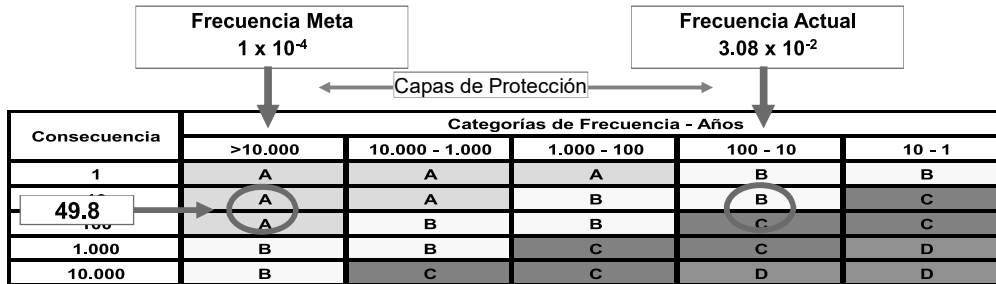 Frecuencia Meta
1 x 10-4
Frecuencia Actual
3.08 x 10-2
Capas de Protección
Consecuencia
Categorías de Frecuencia - Años
>10.000 10.000 - 1.000 1.000 - 100 100 - 10 10 - 1
1 A A A B B
A A B B C
49.8
A B B C C
1.000 B B C C D
10.000 B C C D D